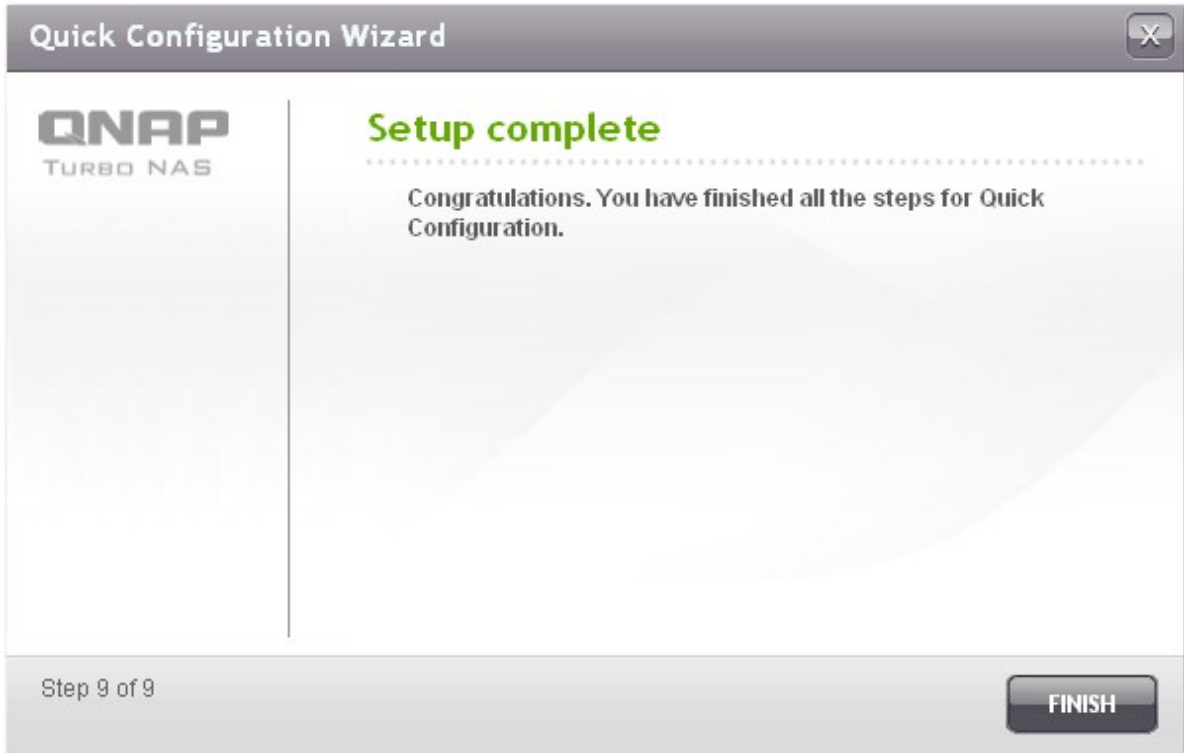 Quick Configuration Wizard
X
QNAP
TURBO NAS
Setup complete
Congratulations. You have finished all the steps for Quick
Configuration.
Step 9 of 9
FINISH